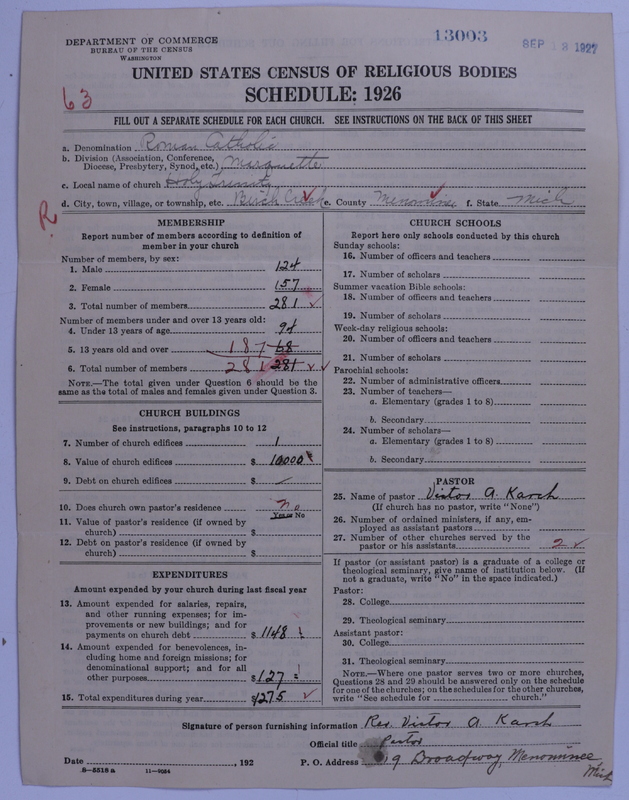 DEPARTMENT OF COMMERCE
BUREAU OF THE CENSUS
WASHINGTON
13003
SEP 13 1927
UNITED STATES CENSUS OF RELIGIOUS BODIES
SCHEDULE: 1926
63
FILL OUT A SEPARATE SCHEDULE FOR EACH CHURCH. SEE INSTRUCTIONS ON THE BACK OF THIS SHEET
a. Denomination Roman Catholic
b. Division (Association, Conference,
Diocese, Presbytery, Synod, etc.) Marquette
c. Local name of church Holy Trinity
d. City, town, village, or township, etc. Birch Creek e. County Menominee f. State Mich
R
MEMBERSHIP
Report number of members according to definition of
member in your church
Number of members, by sex:
1. Male 124
2. Female 157
3. Total number of members 281
Number of members under and over 13 years old:
4. Under 13 years of age 94
5. 13 years old and over 187 68
6. Total number of members 281 281
NOTE.—The total given under Question 6 should be
same as the total of males and females given under Question 3.
CHURCH BUILDINGS
See instructions, paragraphs 10 to 12
7. Number of church edifices 1
8. Value of church edifices $ 10000
9. Debt on church edifices $
10. Does church own pastor's residence? no
Yes or No
11. Value of pastor's residence (if owned by
church) $
12. Debt on pastor's residence (if owned by
church) $
EXPENDITURES
Amount expended by your church during last fiscal year
13. Amount expended for salaries, repairs,
and other running expenses; for im-
provements or new buildings; and for
payments on church debt $ 1148
14. Amount expended for benevolences, in-
cluding home and foreign missions; for
denominational support; and for all
other purposes $ 127
15. Total expenditures during year $ 1275
CHURCH SCHOOLS
Report here only schools conducted by this church
Sunday schools:
16. Number of officers and teachers
17. Number of scholars
Summer vacation Bible schools:
18. Number of officers and teachers
19. Number of scholars
Week-day religious schools:
20. Number of officers and teachers
21. Number of scholars
Parochial schools:
22. Number of administrative officers
23. Number of teachers—
a. Elementary (grades 1 to 8)
b. Secondary
24. Number of scholars—
a. Elementary (grades 1 to 8)
b. Secondary
PASTOR
25. Name of pastor Victor A. Karch
(If church has no pastor, write "None")
26. Number of ordained ministers, if any, em-
ployed as assistant pastors
27. Number of other churches served by the
pastor or his assistants 2
If pastor (or assistant pastor) is a graduate of a college or
theological seminary, give name of institution below. (If
not a graduate, write "No" in the space indicated.)
Pastor:
28. College
29. Theological seminary
Assistant pastor:
30. College
31. Theological seminary
NOTE.—Where one pastor serves two or more churches,
Questions 28 and 29 should be answered only on the schedule
for one of the churches; on the schedules for the other churches,
write "See schedule for church."
Signature of person furnishing information Rev. Victor A Karch
Official title Pastor
Date , 192 P. O. Address 9 Broadway, Menominee
Mich
8—5518 a 11—9054